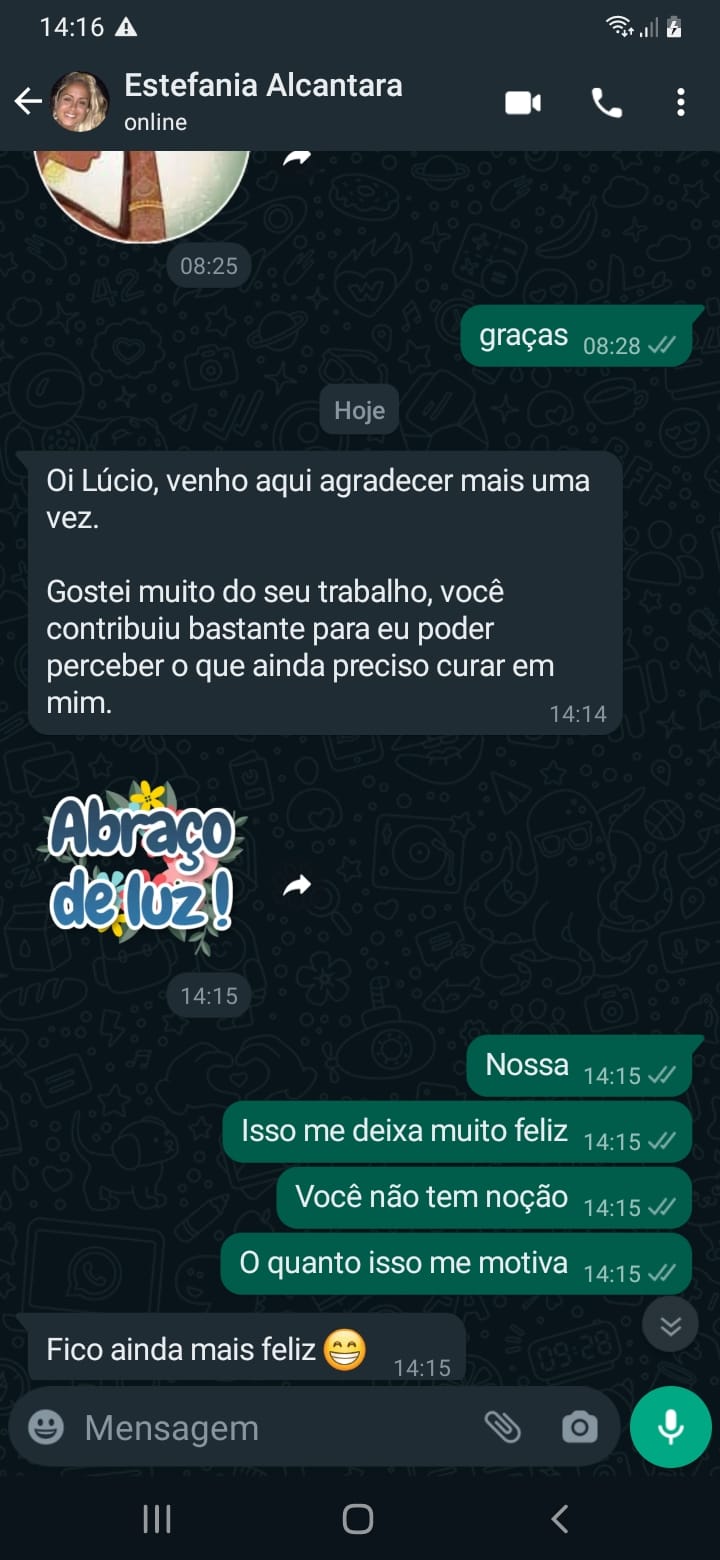 14:16
Estefania Alcantara
online
08:25
graças 08:28
Hoje
Oi Lúcio, venho aqui agradecer mais uma
vez.
Gostei muito do seu trabalho, você
contribuiu bastante para eu poder
perceber o que ainda preciso curar em
mim.
14:14
Abraço
de luz!
14:15
Nossa 14:15
Isso me deixa muito feliz 14:15
Você não tem noção 14:15
O quanto isso me motiva 14:15
Fico ainda mais feliz 😁 14:15
Mensagem